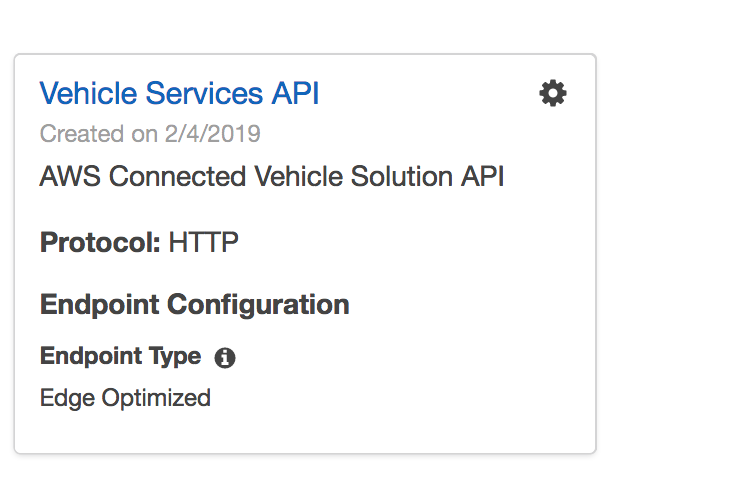 Vehicle Services API
Created on 2/4/2019
AWS Connected Vehicle Solution API
Protocol: HTTP
Endpoint Configuration
Endpoint Type
Edge Optimized